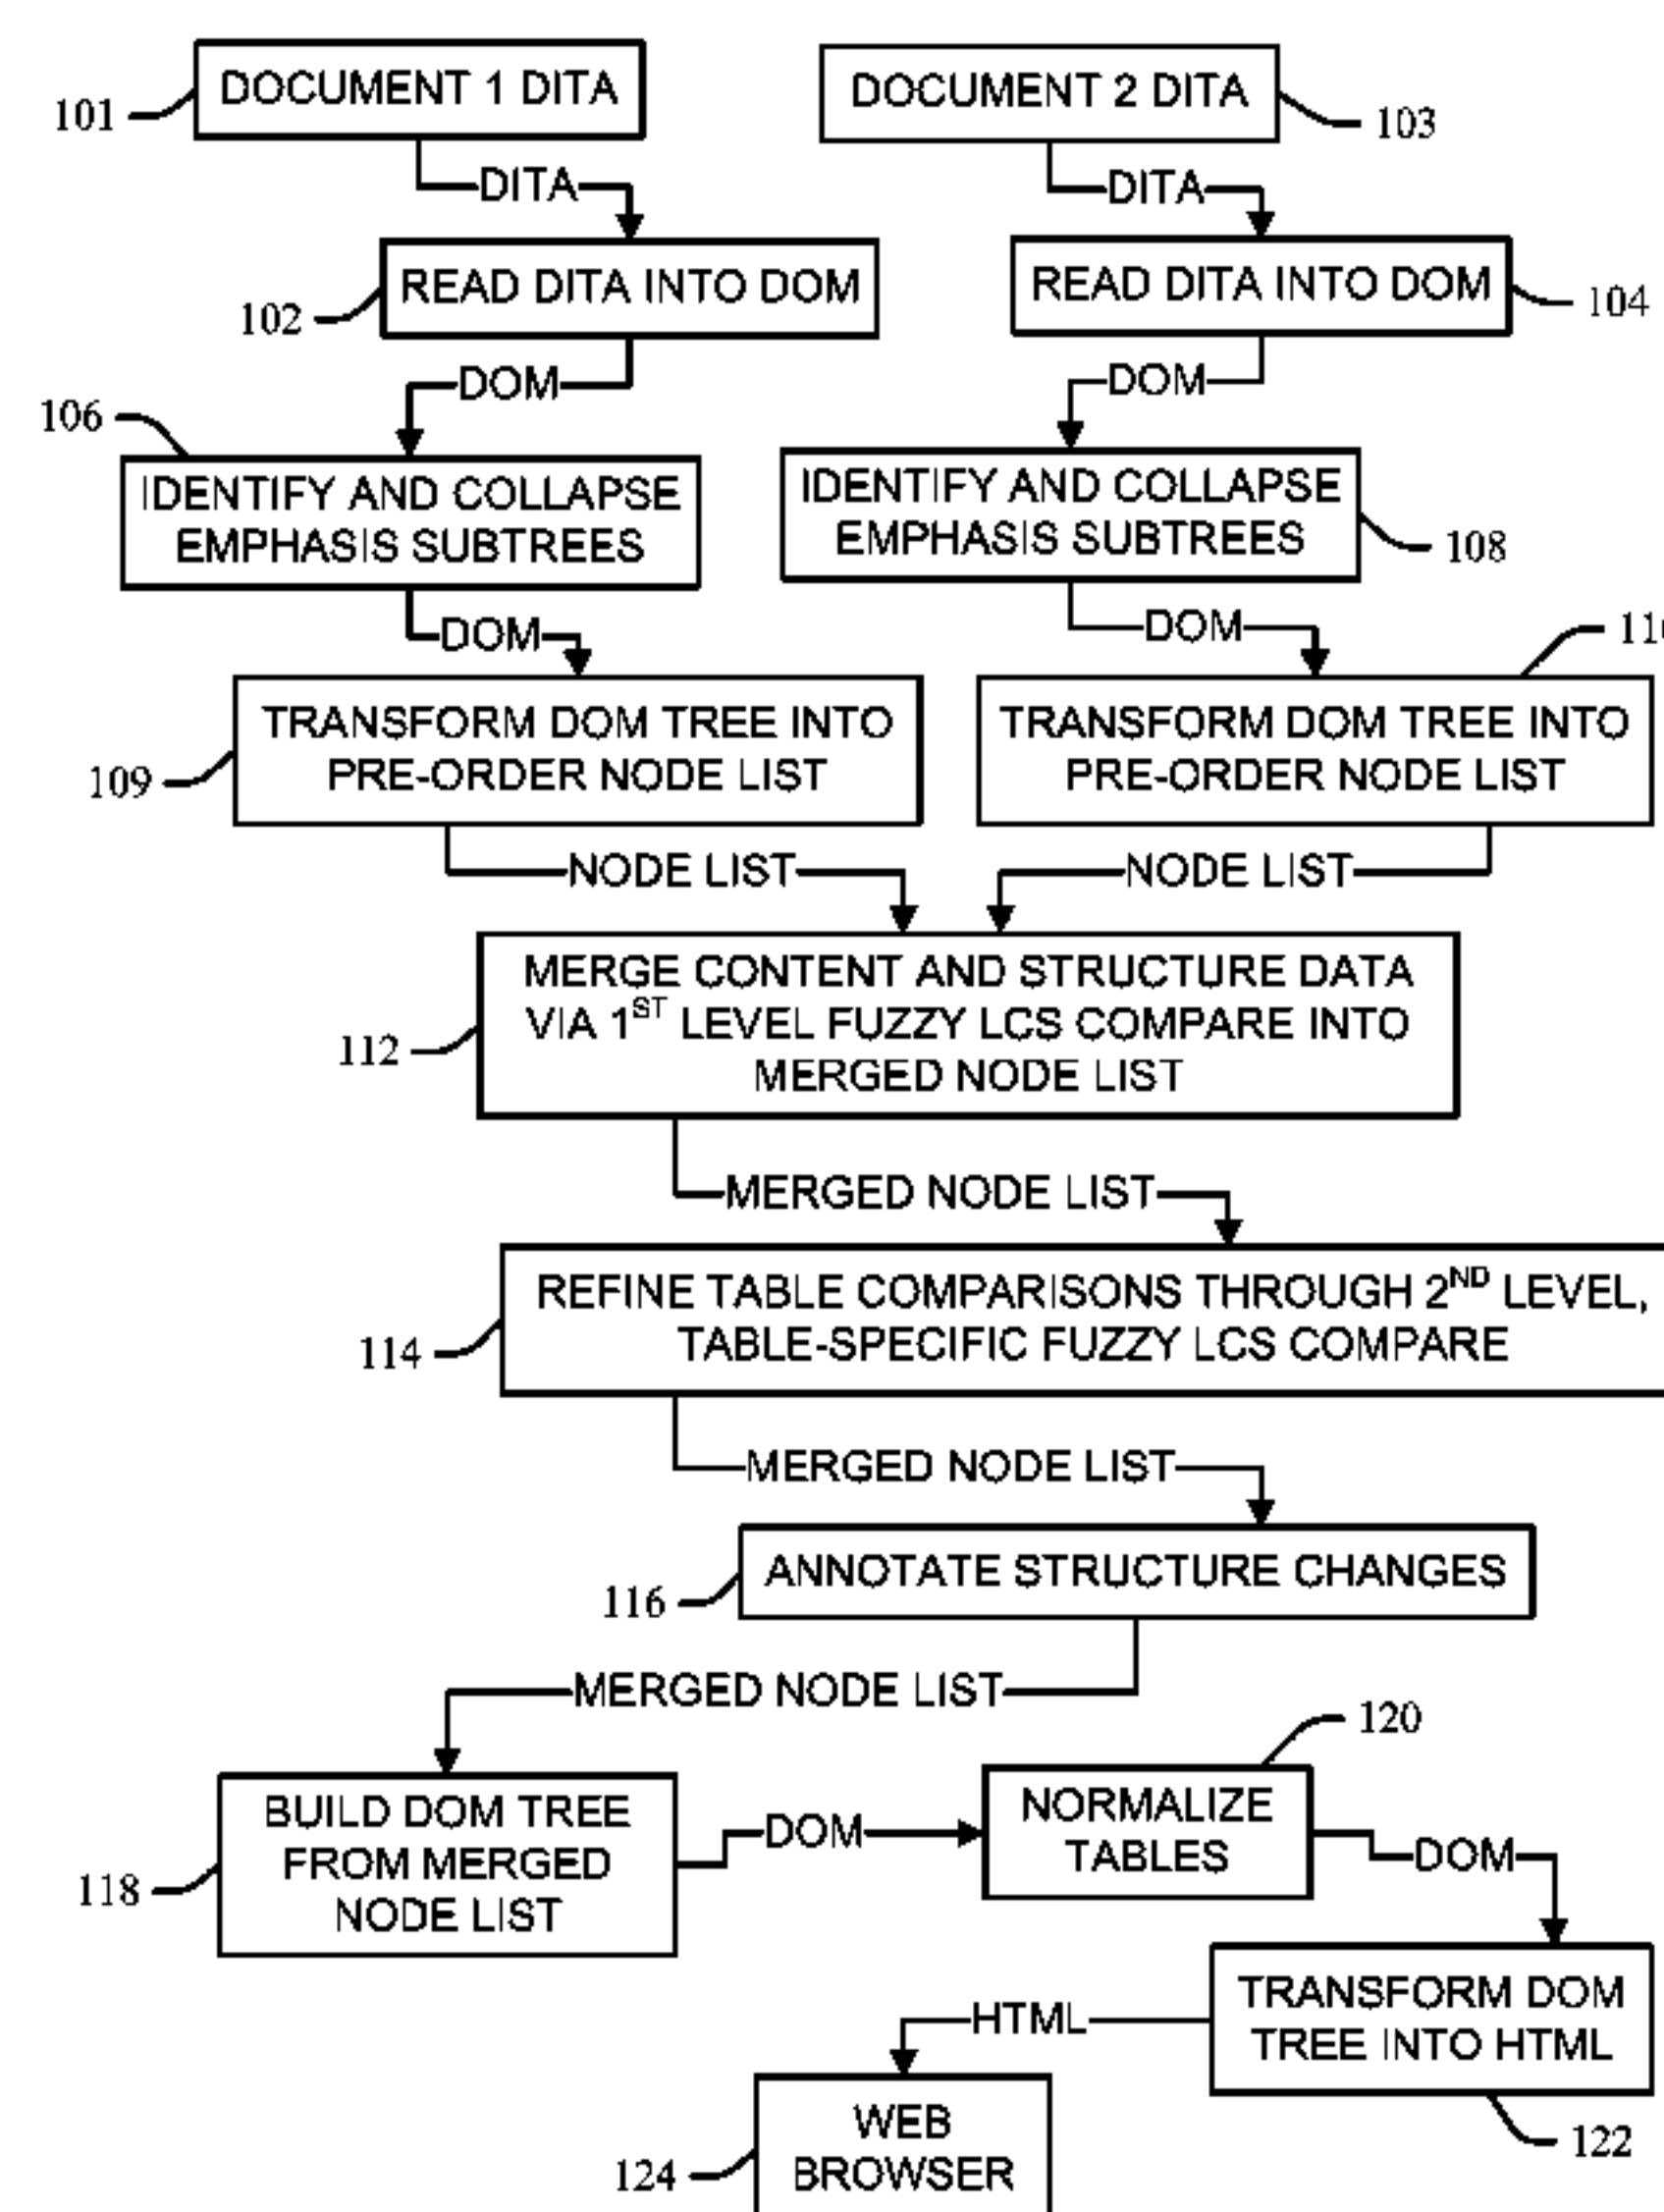 DOCUMENT 1 DITA
DOCUMENT 2 DITA
101
103
DITA
DITA
READ DITA INTO DOM
READ DITA INTO DOM
102
104
DOM
DOM
106
IDENTIFY AND COLLAPSE
EMPHASIS SUBTREES
IDENTIFY AND COLLAPSE
EMPHASIS SUBTREES
108
DOM
DOM
TRANSFORM DOM TREE INTO
PRE-ORDER NODE LIST
109
TRANSFORM DOM TREE INTO
PRE-ORDER NODE LIST
NODE LIST
NODE LIST
MERGE CONTENT AND STRUCTURE DATA
VIA 1ST LEVEL FUZZY LCS COMPARE INTO
MERGED NODE LIST
112
MERGED NODE LIST
REFINE TABLE COMPARISONS THROUGH 2ND LEVEL,
TABLE-SPECIFIC FUZZY LCS COMPARE
114
MERGED NODE LIST
ANNOTATE STRUCTURE CHANGES
116
MERGED NODE LIST
120
BUILD DOM TREE
FROM MERGED
NODE LIST
118
DOM
NORMALIZE
TABLES
DOM
TRANSFORM DOM
TREE INTO HTML
HTML
122
WEB
BROWSER
124